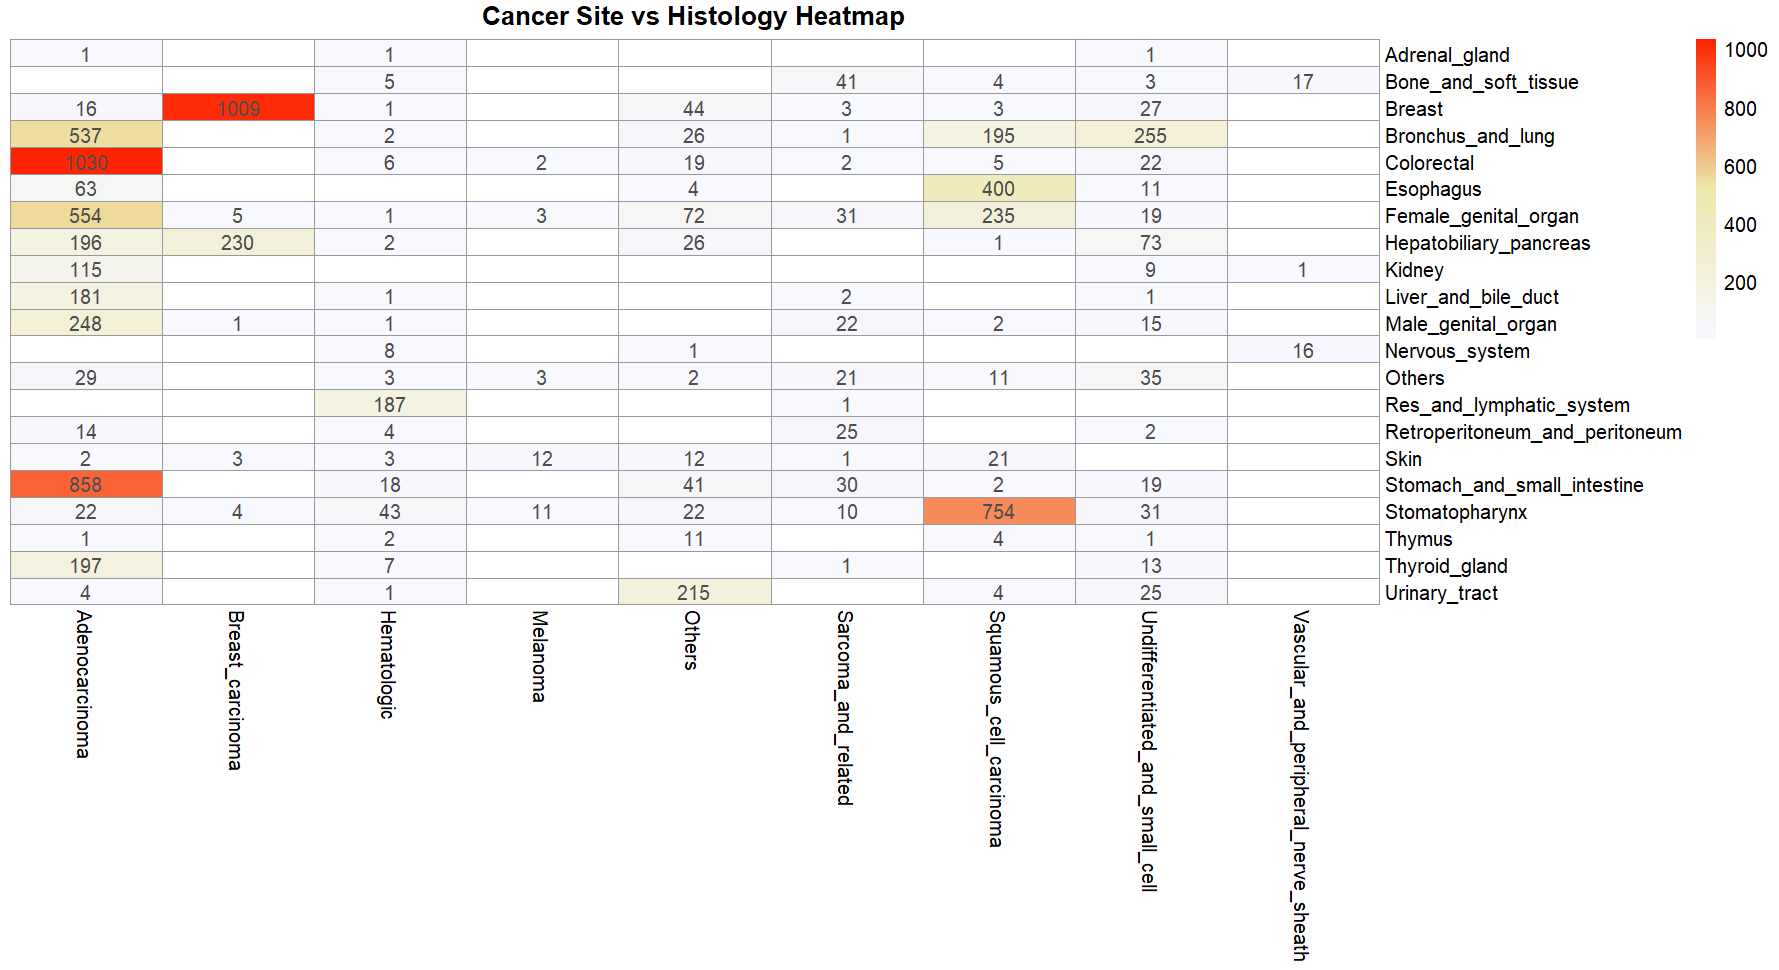 Cancer Site vs Histology Heatmap
1 1 1 Adrenal_gland
5 41 4 3 17 Bone_and_soft_tissue
16 1009 1 44 3 3 27 Breast
537 2 26 1 195 255 Bronchus_and_lung
1030 6 2 19 2 5 22 Colorectal
63 4 400 11 Esophagus
554 5 1 3 72 31 235 19 Female_genital_organ
196 230 2 26 1 73 Hepatobiliary_pancreas
115 9 1 Kidney
181 1 2 1 Liver_and_bile_duct
248 1 1 22 2 15 Male_genital_organ
8 1 16 Nervous_system
29 3 3 2 21 11 35 Others
187 1 Res_and_lymphatic_system
14 4 25 2 Retroperitoneum_and_peritoneum
2 3 3 12 12 1 21 Skin
858 18 41 30 2 19 Stomach_and_small_intestine
22 4 43 11 22 10 754 31 Stomatopharynx
1 2 11 4 1 Thymus
197 7 1 13 Thyroid_gland
4 1 215 4 25 Urinary_tract
Adenocarcinoma
Breast_carcinoma
Hematologic
Melanoma
Others
Sarcoma_and_related
Squamous_cell_carcinoma
Undifferentiated_and_small_cell
Vascular_and_peripheral_nerve_sheath
1000
800
600
400
200